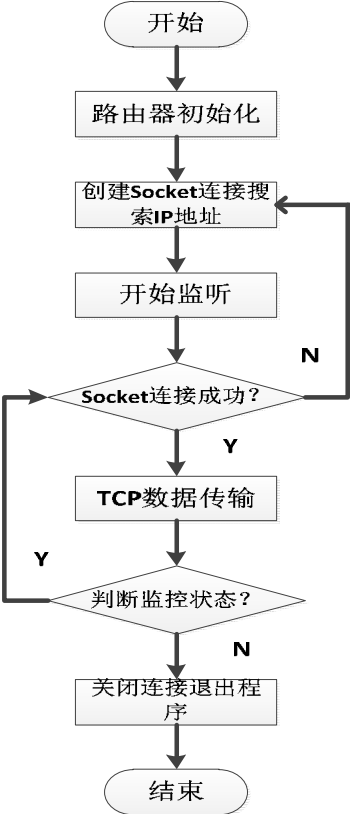 开始
路由器初始化
创建Socket连接搜
索IP地址
开始监听
N
Socket连接成功？
Y
TCP数据传输
Y
判断监控状态？
N
关闭连接退出程
序
结束